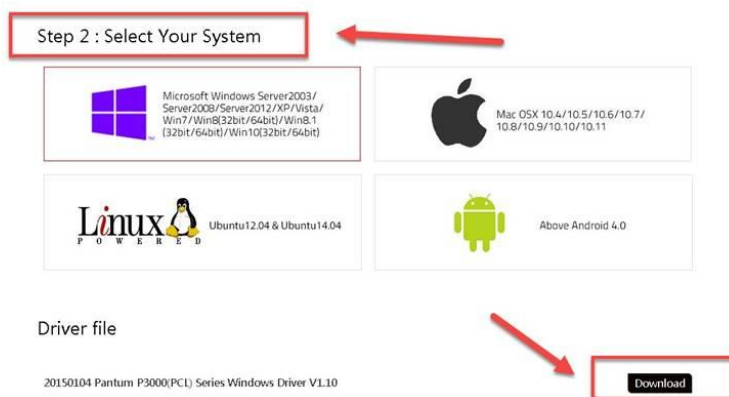 Step 2 : Select Your System
Microsoft Windows Server2003/
Server2008/Server2012/XP/Vista/
Win7/Win8(32bit/64bit)/Win8.1
(32bit/64bit)/Win10(32bit/64bit)
Mac OSX 10.4/10.5/10.6/10.7/
10.8/10.9/10.10/10.11
Linux
POWERED
Ubuntu12.04 & Ubuntu14.04
Above Android 4.0
Driver file
20150104 Pantum P3000(PCL) Series Windows Driver V1.10
Download